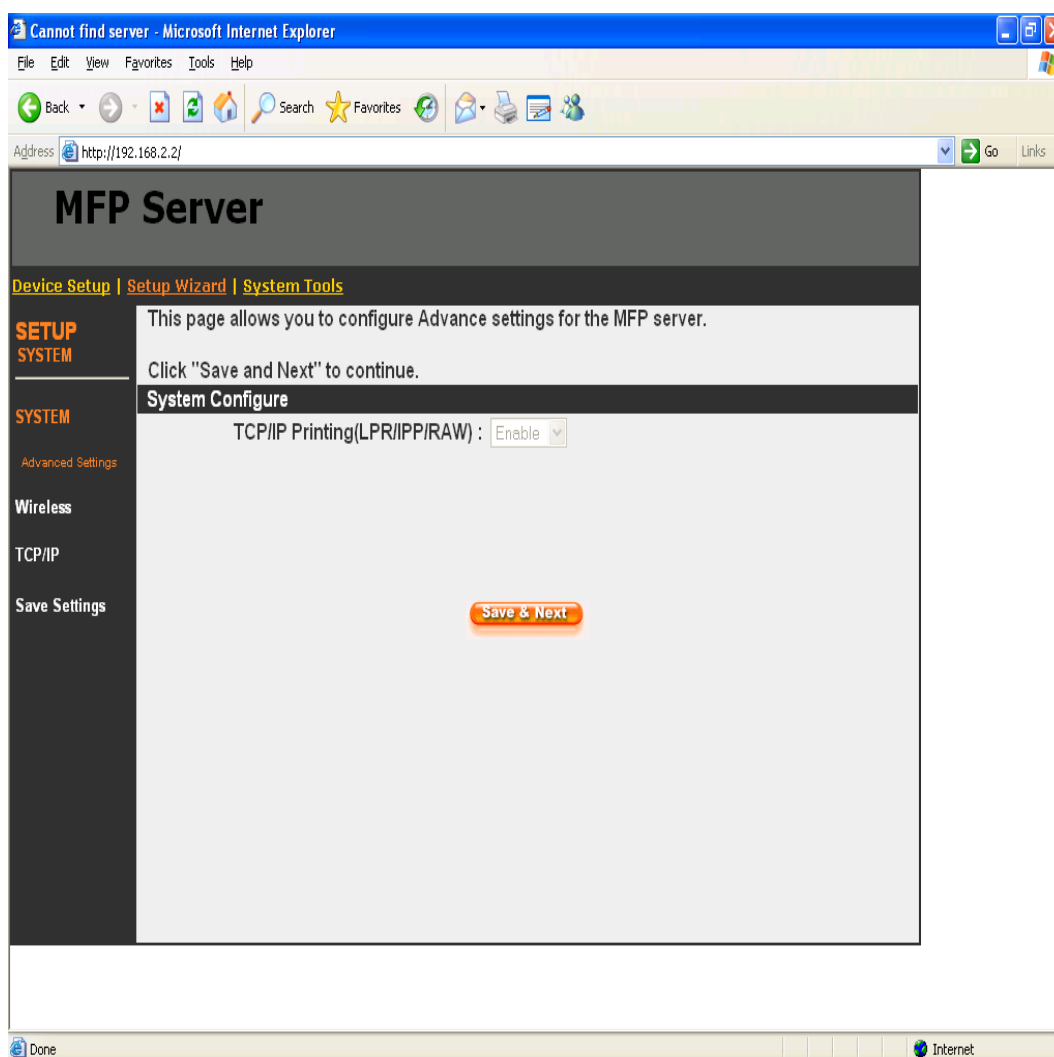 Cannot find server - Microsoft Internet Explorer
File Edit View Favorites Tools Help
Back Search Favorites
Address http://192.168.2.2/ Go Links
MFP Server
Device Setup | Setup Wizard | System Tools
SETUP
SYSTEM
SYSTEM
Advanced Settings
Wireless
TCP/IP
Save Settings
This page allows you to configure Advance settings for the MFP server.
Click "Save and Next" to continue.
System Configure
TCP/IP Printing(LPR/IPP/RAW) : Enable
Save & Next
Done Internet